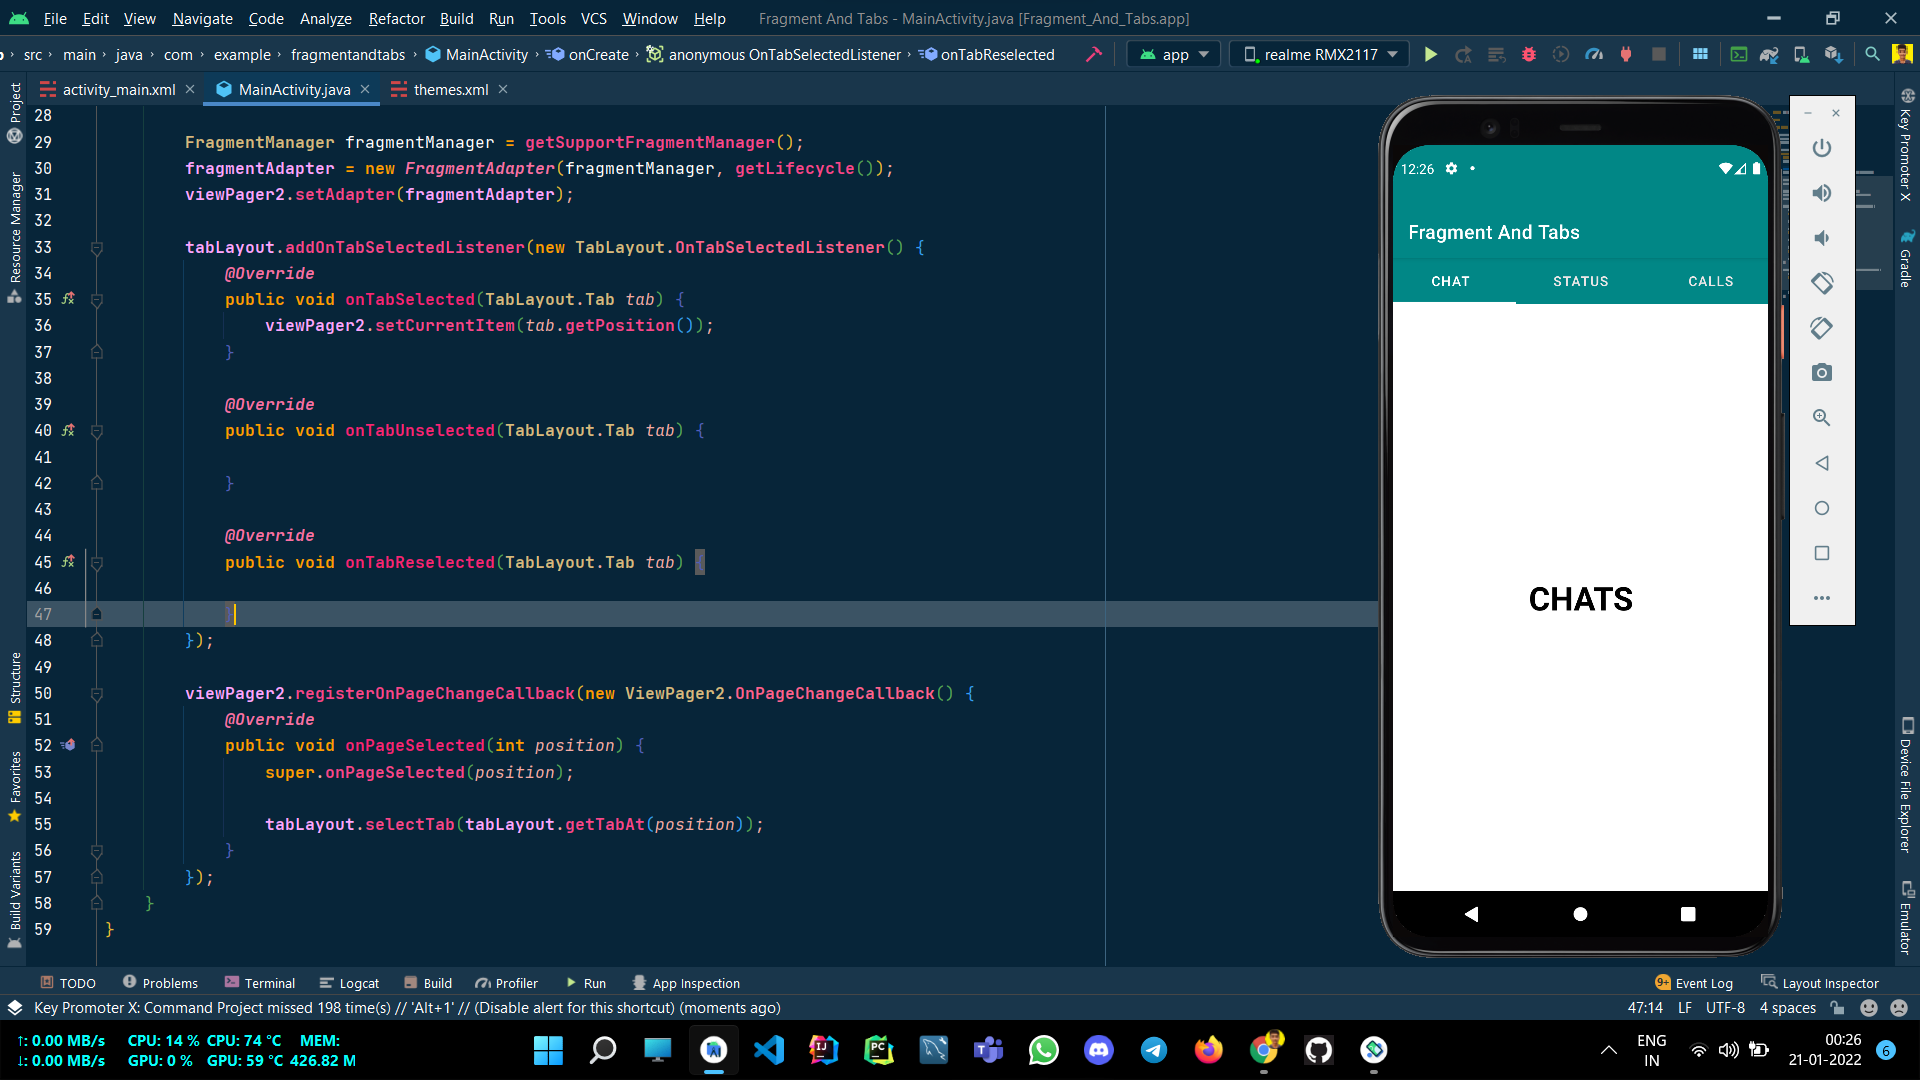 File Edit View Navigate Code Analyze Refactor Build Run Tools VCS Window Help Fragment And Tabs - MainActivity.java [Fragment_And_Tabs.app]
src › main › java › com › example › fragmentandtabs › MainActivity › onCreate › anonymous OnTabSelectedListener › onTabReselected app realme RMX2117
activity_main.xml MainActivity.java themes.xml
Project
Resource Manager
Structure
Favorites
Build Variants
28
29 FragmentManager fragmentManager = getSupportFragmentManager();
30 fragmentAdapter = new FragmentAdapter(fragmentManager, getLifecycle());
31 viewPager2.setAdapter(fragmentAdapter);
32
33 tabLayout.addOnTabSelectedListener(new TabLayout.OnTabSelectedListener() {
34 @Override
35 public void onTabSelected(TabLayout.Tab tab) {
36 viewPager2.setCurrentItem(tab.getPosition());
37 }
38
39 @Override
40 public void onTabUnselected(TabLayout.Tab tab) {
41
42 }
43
44 @Override
45 public void onTabReselected(TabLayout.Tab tab) {
46
47 }
48 });
49
50 viewPager2.registerOnPageChangeCallback(new ViewPager2.OnPageChangeCallback() {
51 @Override
52 public void onPageSelected(int position) {
53 super.onPageSelected(position);
54
55 tabLayout.selectTab(tabLayout.getTabAt(position));
56 }
57 });
58 }
59 }
12:26
Fragment And Tabs
CHAT STATUS CALLS
CHATS
Key Promoter X
Gradle
Device File Explorer
Emulator
TODO Problems Terminal Logcat Build Profiler Run App Inspection 9+ Event Log Layout Inspector
Key Promoter X: Command Project missed 198 time(s) // 'Alt+1' // (Disable alert for this shortcut) (moments ago) 47:14 LF UTF-8 4 spaces
↑: 0.00 MB/s CPU: 14 % CPU: 74 °C MEM:
↓: 0.00 MB/s GPU: 0 % GPU: 59 °C 426.82 M
ENG
IN
00:26
21-01-2022
6